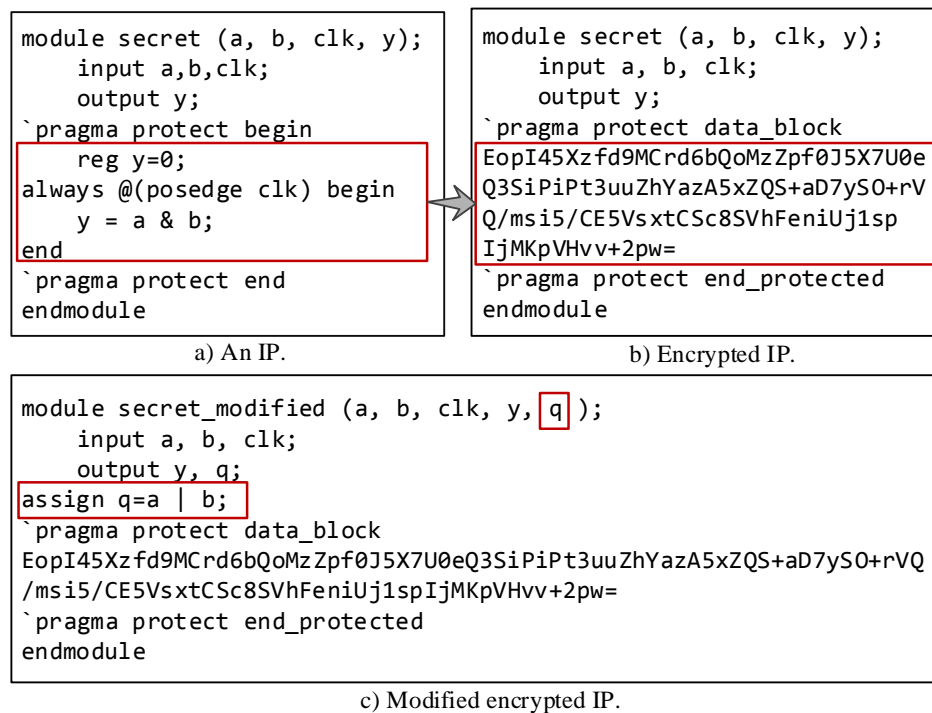 module secret (a, b, clk, y);
    input a,b,clk;
    output y;
`pragma protect begin
    reg y=0;
always @(posedge clk) begin
    y = a & b;
end
`pragma protect end
endmodule
a) An IP.
module secret (a, b, clk, y);
    input a, b, clk;
    output y;
`pragma protect data_block
EopI45Xzfd9MCrd6bQoMzZpf0J5X7U0e
Q3SiPiPt3uuZhYazA5xZQS+aD7ySO+rV
Q/msi5/CE5VsxtCSc8SVhFeniUj1sp
IjMKpVHvv+2pw=
`pragma protect end_protected
endmodule
b) Encrypted IP.
module secret_modified (a, b, clk, y, q );
    input a, b, clk;
    output y, q;
assign q=a | b;
`pragma protect data_block
EopI45Xzfd9MCrd6bQoMzZpf0J5X7U0eQ3SiPiPt3uuZhYazA5xZQS+aD7ySO+rVQ
/msi5/CE5VsxtCSc8SVhFeniUj1spIjMKpVHvv+2pw=
`pragma protect end_protected
endmodule
c) Modified encrypted IP.